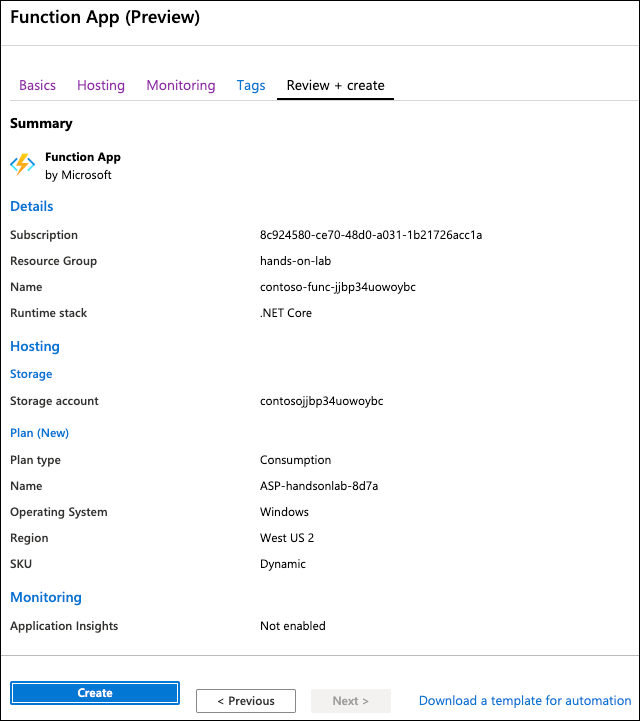 Function App (Preview)
Basics Hosting Monitoring Tags Review + create
Summary
Function App
by Microsoft
Details
Subscription 8c924580-ce70-48d0-a031-1b21726acc1a
Resource Group hands-on-lab
Name contoso-func-jjbp34uowoybc
Runtime stack .NET Core
Hosting
Storage
Storage account contosojjbp34uowoybc
Plan (New)
Plan type Consumption
Name ASP-handsonlab-8d7a
Operating System Windows
Region West US 2
SKU Dynamic
Monitoring
Application Insights Not enabled
Create < Previous Next > Download a template for automation